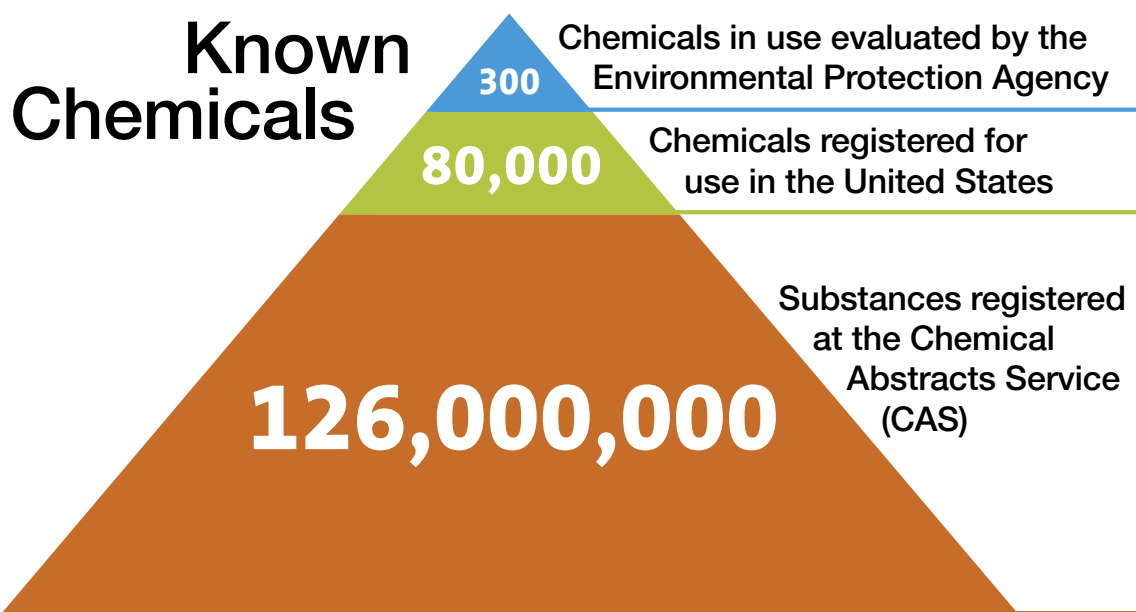 Known
Chemicals
300
Chemicals in use evaluated by the
Environmental Protection Agency
80,000
Chemicals registered for
use in the United States
126,000,000
Substances registered
at the Chemical
Abstracts Service
(CAS)